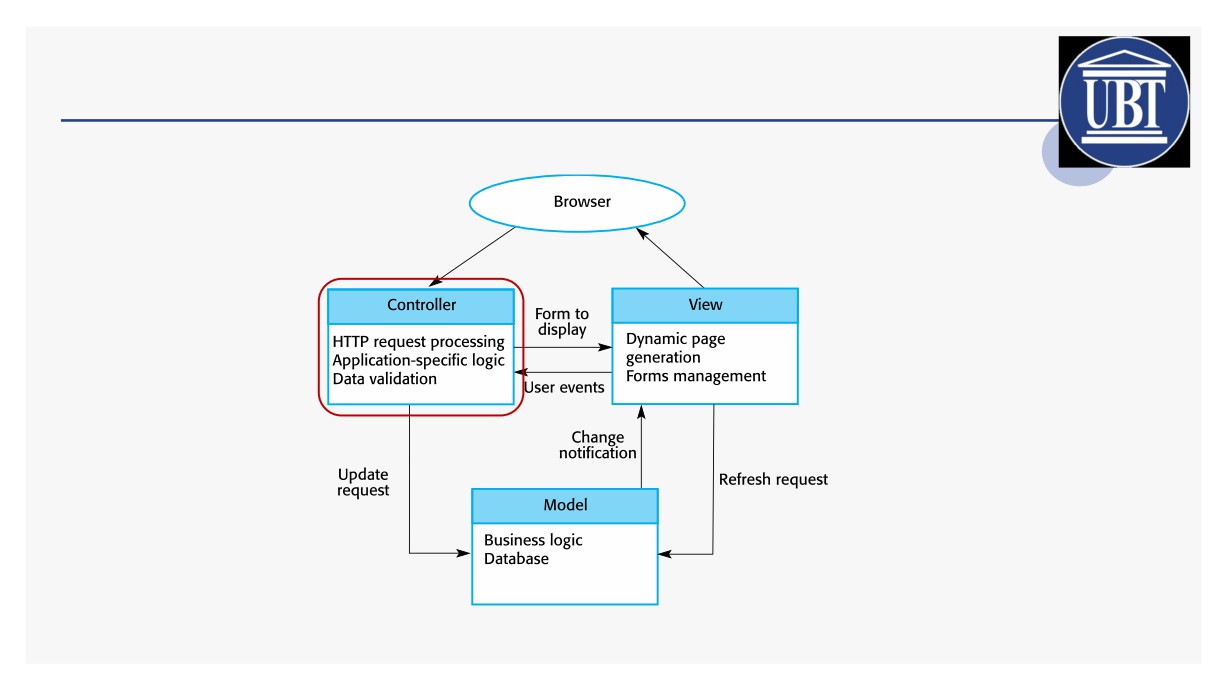 UBT
Browser
Controller
HTTP request processing
Application-specific logic
Data validation
Form to
display
User events
View
Dynamic page
generation
Forms management
Update
request
Change
notification
Refresh request
Model
Business logic
Database